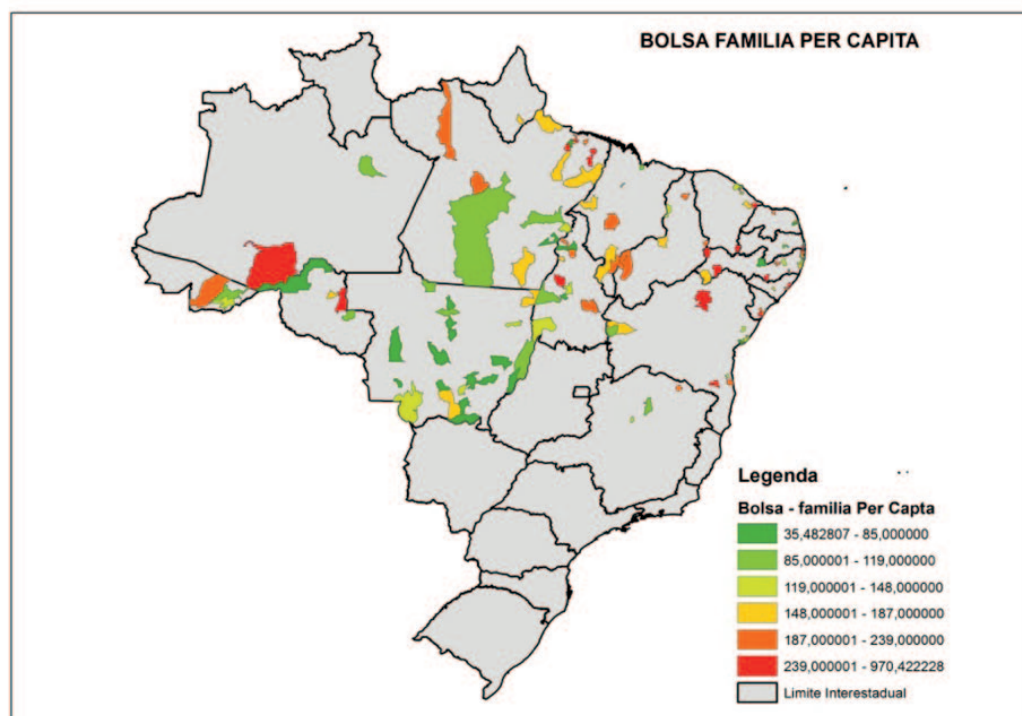 BOLSA FAMILIA PER CAPITA
Legenda
Bolsa - familia Per Capta
35,482807 - 85,000000
85,000001 - 119,000000
119,000001 - 148,000000
148,000001 - 187,000000
187,000001 - 239,000000
239,000001 - 970,422228
Limite Interestadual